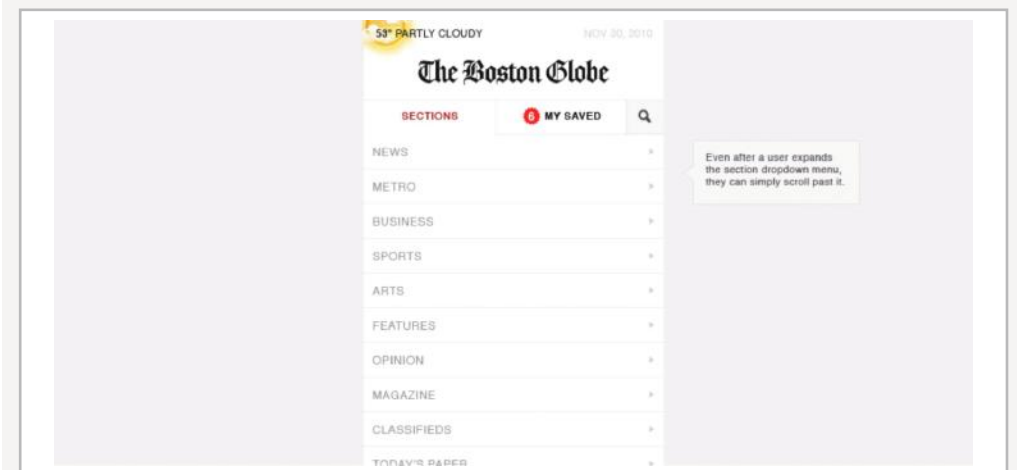 53° PARTLY CLOUDY NOV 30, 2010
The Boston Globe
SECTIONS 6 MY SAVED
NEWS
METRO
BUSINESS
SPORTS
ARTS
FEATURES
OPINION
MAGAZINE
CLASSIFIEDS
TODAY'S PAPER
Even after a user expands
the section dropdown menu,
they can simply scroll past it.